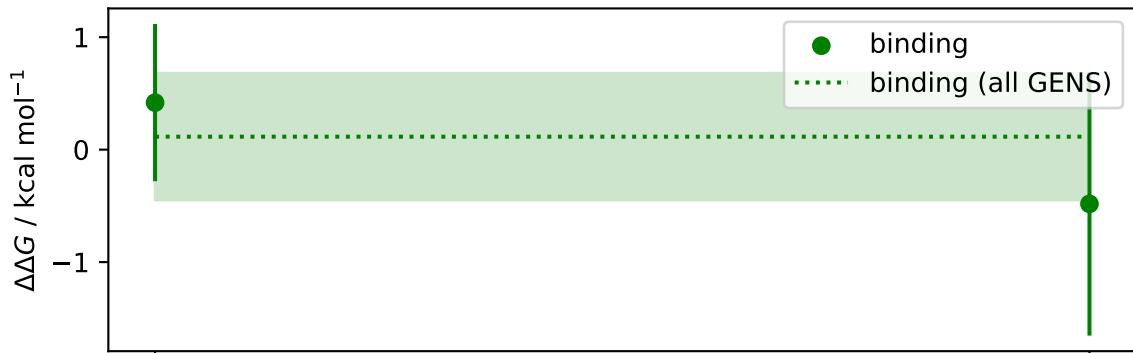 1
0
−1
ΔΔG / kcal mol⁻¹
binding
binding (all GENS)